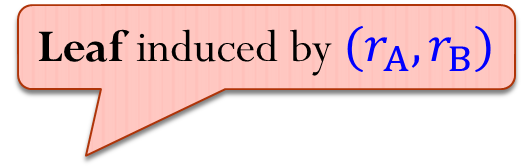 Leaf induced by (r_A, r_B)